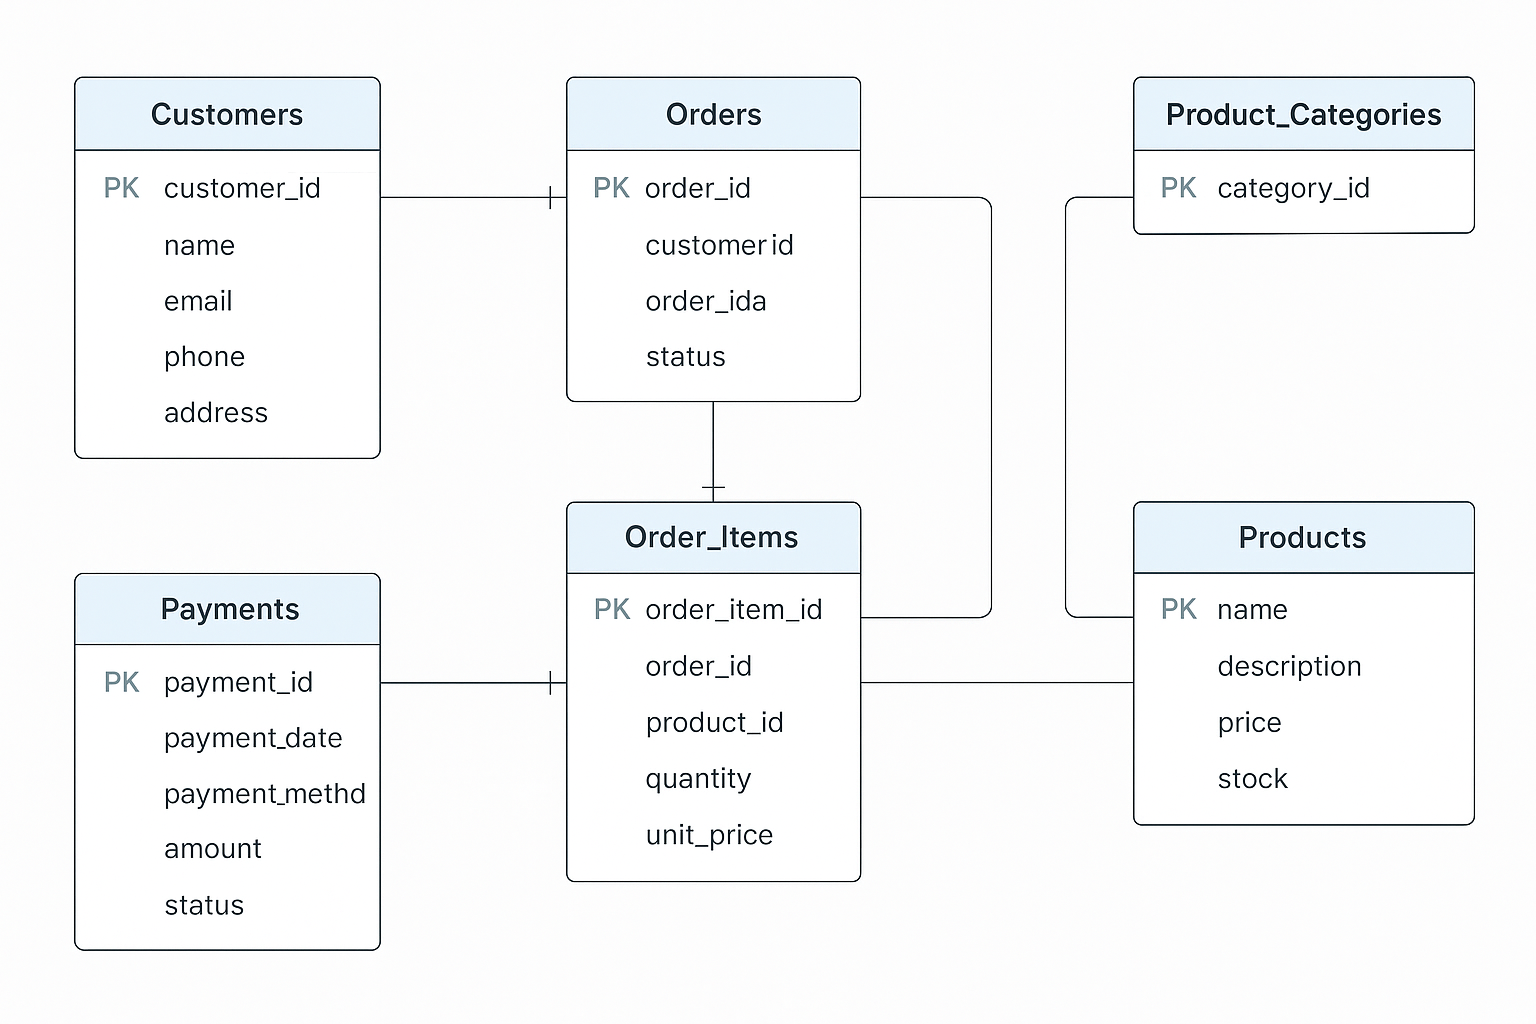 Customers
PK customer_id
name
email
phone
address
Orders
PK order_id
customer id
order_ida
status
Product_Categories
PK category_id
Payments
PK payment_id
payment_date
payment_methd
amount
status
Order_Items
PK order_item_id
order_id
product_id
quantity
unit_price
Products
PK name
description
price
stock